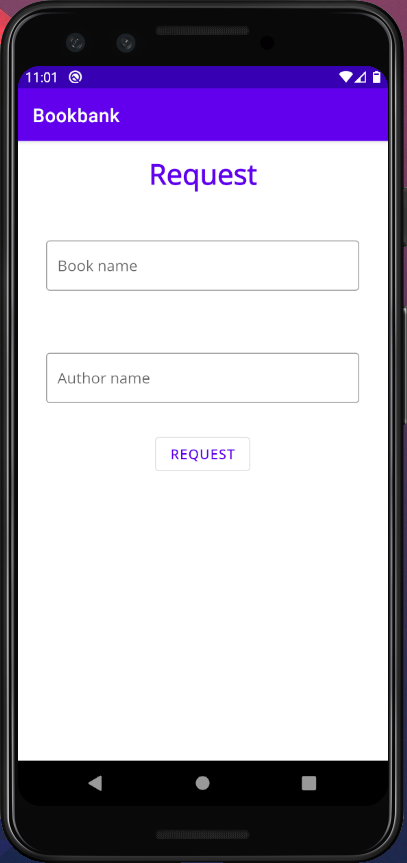 11:01
Bookbank
Request
Book name
Author name
REQUEST